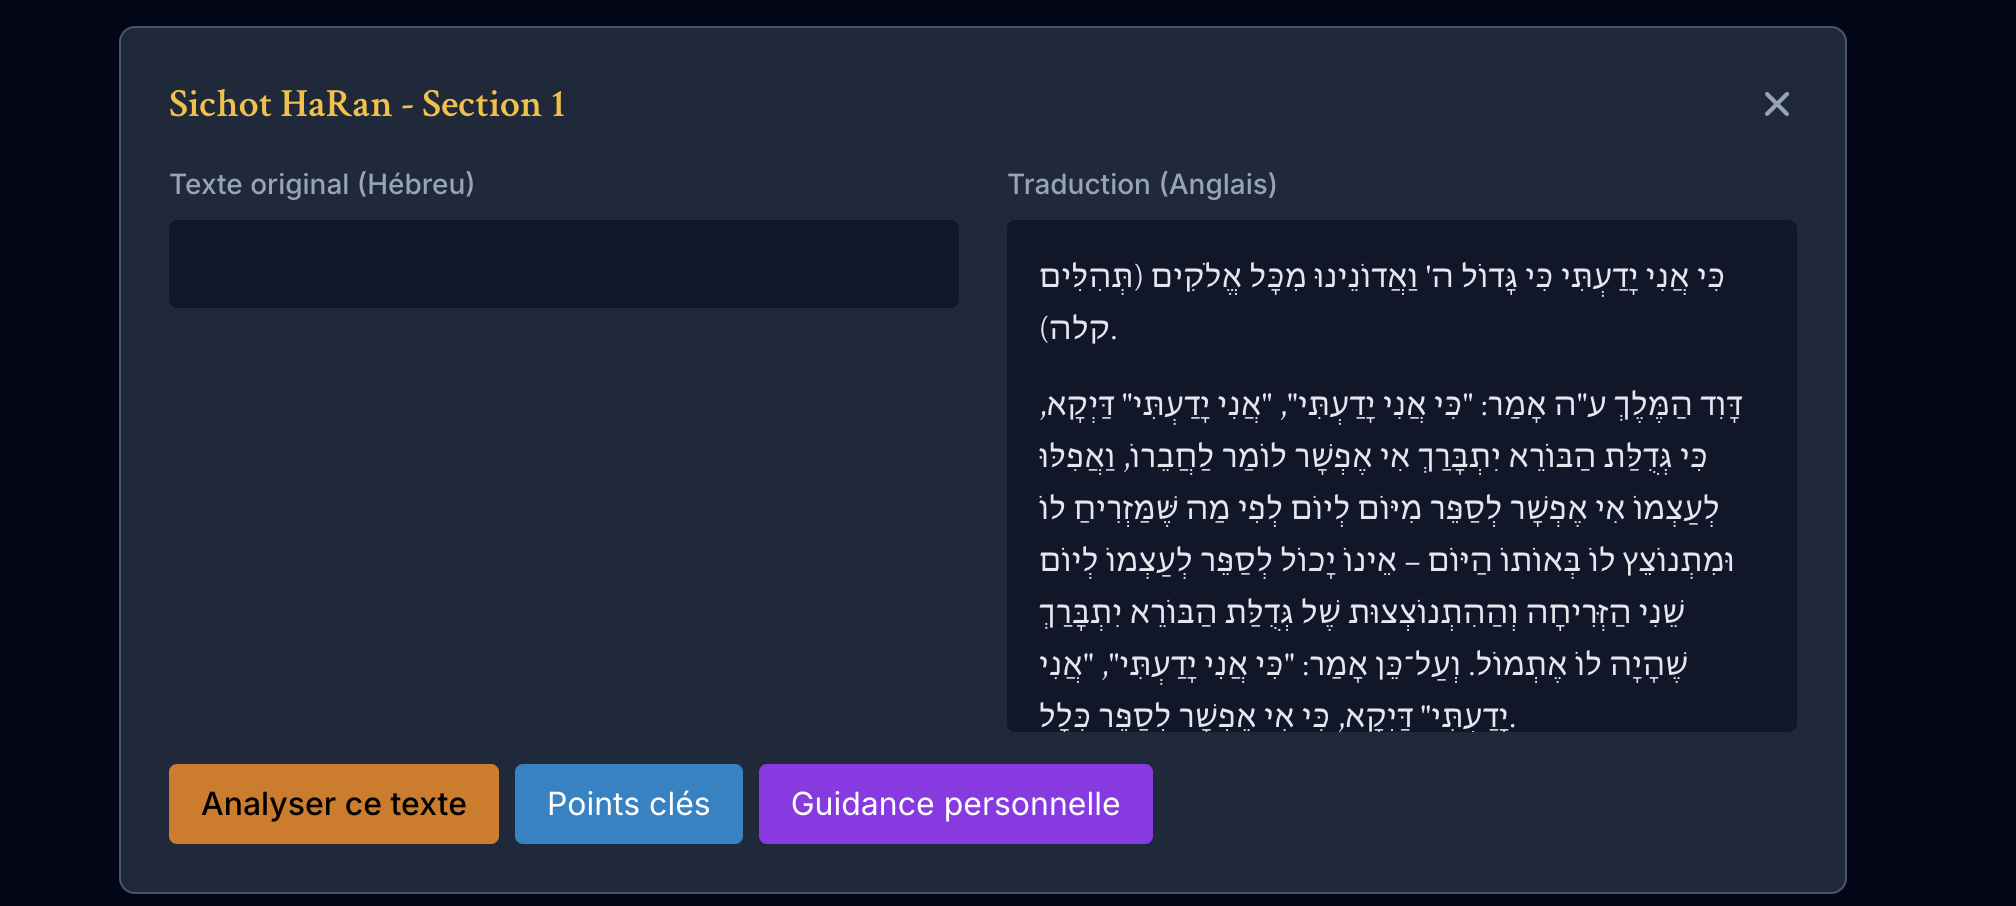 Sichot HaRan - Section 1
Texte original (Hébreu)
Traduction (Anglais)
כִּי אֲנִי יָדַעְתִּי כִּי גָּדוֹל ה' וַאֲדוֹנֵינוּ מִכָּל אֱלֹקִים (תְּהִלִּים
קלה).
דָּוִד הַמֶּלֶךְ ע"ה אָמַר: "כִּי אֲנִי יָדַעְתִּי", "אֲנִי יָדַעְתִּי" דַּיְקָא,
כִּי גְּדֻלַּת הַבּוֹרֵא יִתְבָּרַךְ אִי אֶפְשָׁר לוֹמַר לַחֲבֵרוֹ, וַאֲפִלּוּ
לְעַצְמוֹ אִי אֶפְשָׁר לְסַפֵּר מִיּוֹם לְיוֹם לְפִי מַה שֶּׁמַּזְרִיחַ לוֹ
וּמִתְנוֹצֵץ לוֹ בְּאוֹתוֹ הַיּוֹם – אֵינוֹ יָכוֹל לְסַפֵּר לְעַצְמוֹ לְיוֹם
שֵׁנִי הַזְּרִיחָה וְהַהִתְנוֹצְצוּת שֶׁל גְּדֻלַּת הַבּוֹרֵא יִתְבָּרַךְ
שֶׁהָיָה לוֹ אֶתְמוֹל. וְעַל־כֵּן אָמַר: "כִּי אֲנִי יָדַעְתִּי", "אֲנִי
יָדַעְתִּי" דַּיְקָא, כִּי אִי אֶפְשָׁר לְסַפֵּר כְּלָל.
Analyser ce texte
Points clés
Guidance personnelle